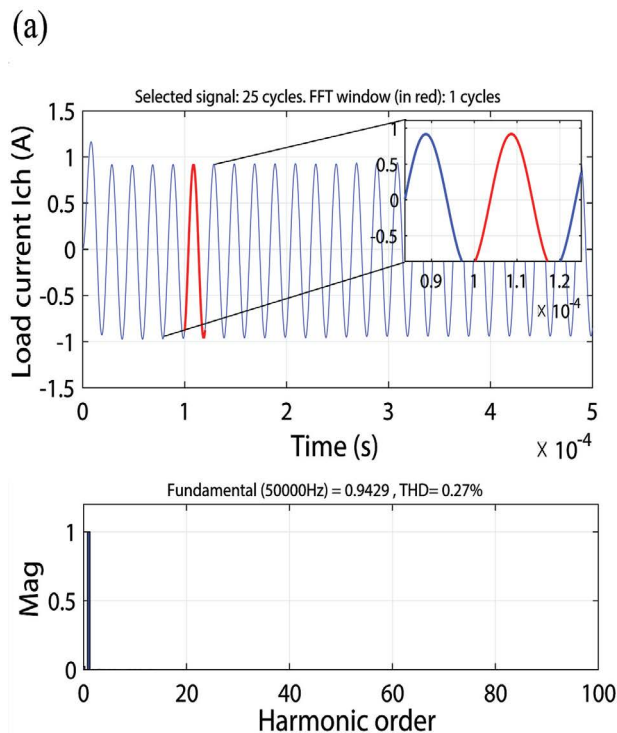 (a)
Selected signal: 25 cycles. FFT window (in red): 1 cycles
Load current Ich (A)
1.5
1
0.5
0
-0.5
-1
-1.5
1
0.5
0
-0.5
0.9 1 1.1 1.2
× 10-4
0 1 2 3 4 5
Time (s)
× 10-4
Fundamental (50000Hz) = 0.9429 , THD= 0.27%
Mag
1
0.5
0
0 20 40 60 80 100
Harmonic order